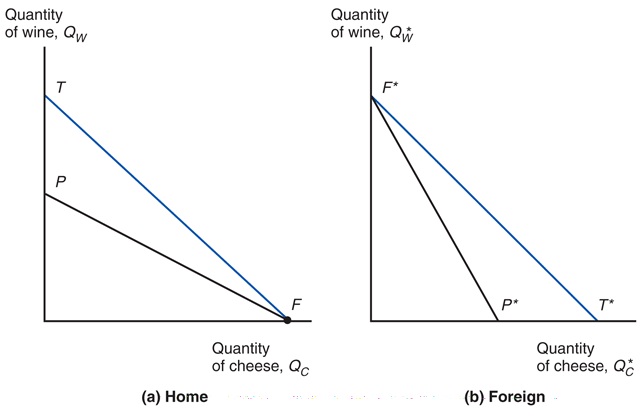 Quantity
of wine, Q_W
T
P
F
Quantity
of cheese, Q_C
(a) Home
Quantity
of wine, Q*_W
F*
P*
T*
Quantity
of cheese, Q*_C
(b) Foreign